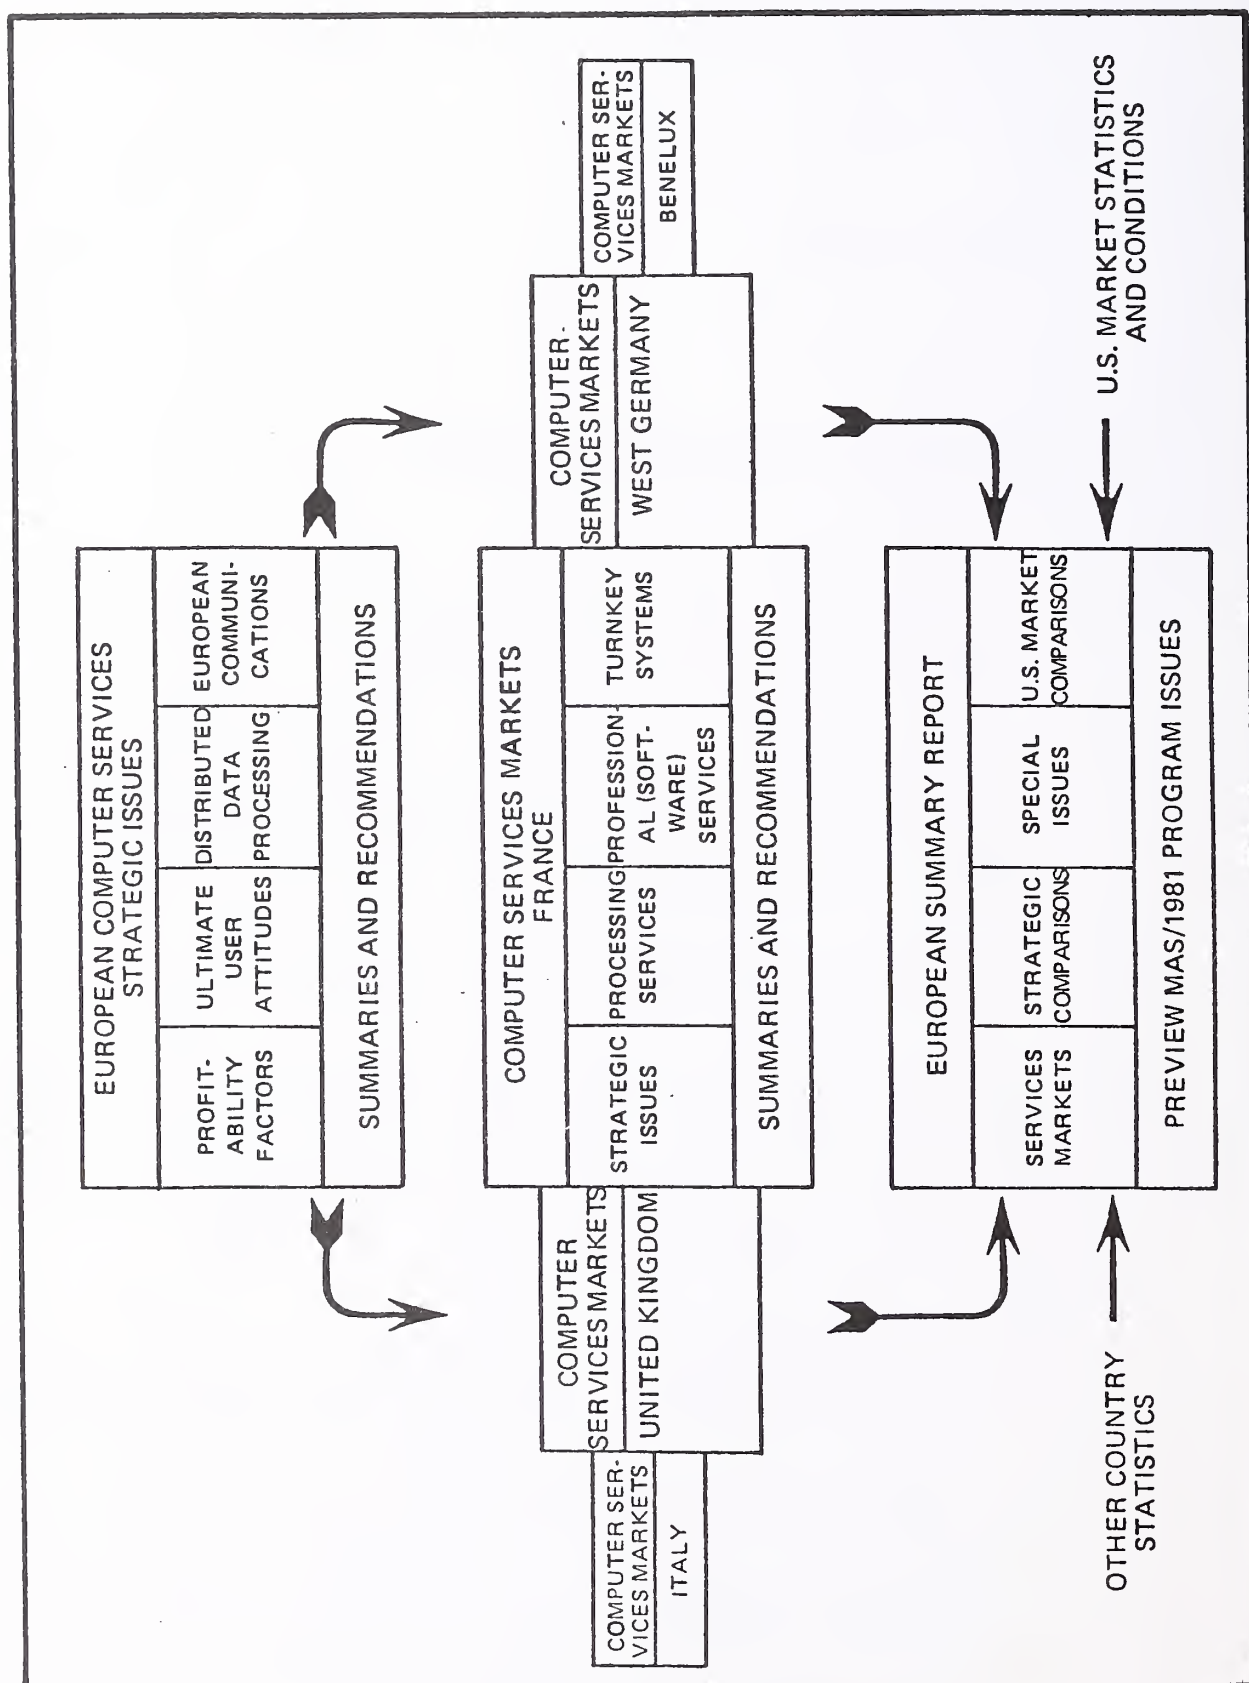 EUROPEAN COMPUTER SERVICES
STRATEGIC ISSUES
PROFIT-
ABILITY
FACTORS
ULTIMATE
USER
ATTITUDES
DISTRIBUTED
DATA
PROCESSING
EUROPEAN
COMMUNI-
CATIONS
SUMMARIES AND RECOMMENDATIONS
COMPUTER SER-
VICES MARKETS
ITALY
COMPUTER
SERVICES MARKETS
UNITED KINGDOM
COMPUTER SERVICES MARKETS
FRANCE
STRATEGIC
ISSUES
PROCESSING
SERVICES
PROFESSION-
AL (SOFT-
WARE)
SERVICES
TURNKEY
SYSTEMS
SUMMARIES AND RECOMMENDATIONS
COMPUTER-
SERVICES MARKETS
WEST GERMANY
COMPUTER SER-
VICES MARKETS
BENELUX
EUROPEAN SUMMARY REPORT
SERVICES
MARKETS
STRATEGIC
COMPARISONS
SPECIAL
ISSUES
U.S. MARKET
COMPARISONS
PREVIEW MAS/1981 PROGRAM ISSUES
OTHER COUNTRY
STATISTICS
U.S. MARKET STATISTICS
AND CONDITIONS